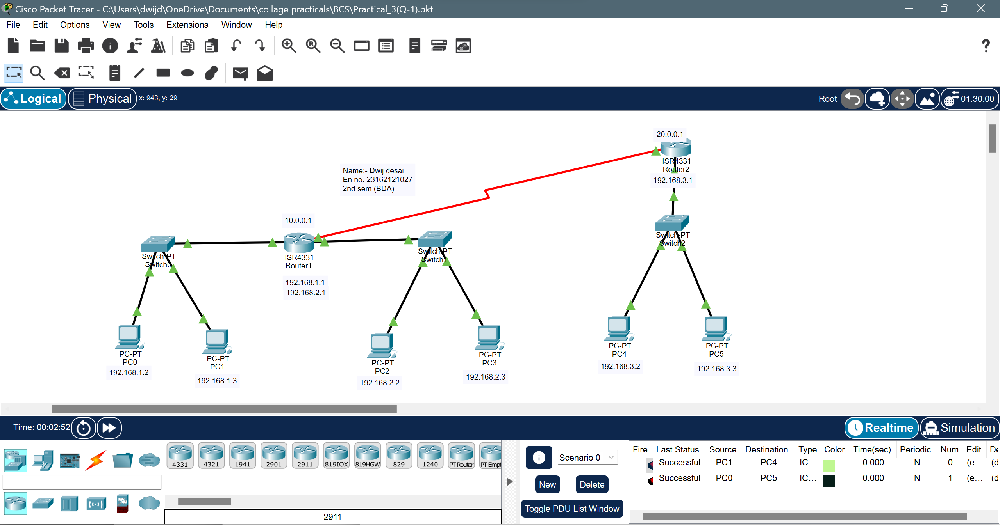 Cisco Packet Tracer - C:\Users\dwijd\OneDrive\Documents\collage practicals\BCS\Practical_3(Q-1).pkt
File Edit Options View Tools Extensions Window Help
Logical Physical x: 943, y: 29 Root 01:30:00
20.0.0.1
ISR4331
Router2
192.168.3.1
Name:- Dwij desai
En no. 23162121027
2nd sem (BDA)
10.0.0.1
Switch-PT
Switch2
Switch-PT
Switch0
ISR4331
Router1
Switch-PT
Switch1
192.168.1.1
192.168.2.1
PC-PT
PC0
192.168.1.2
PC-PT
PC1
192.168.1.3
PC-PT
PC2
192.168.2.2
PC-PT
PC3
192.168.2.3
PC-PT
PC4
192.168.3.2
PC-PT
PC5
192.168.3.3
Time: 00:02:52 Realtime Simulation
4331 4321 1941 2901 2911 819IOX 819HGW 829 1240 PT-Router PT-Empt
2911
Scenario 0
New Delete
Toggle PDU List Window
Fire Last Status Source Destination Type Color Time(sec) Periodic Num Edit De
Successful PC1 PC4 IC... 0.000 N 0 (e... (d
Successful PC0 PC5 IC... 0.000 N 1 (e... (d